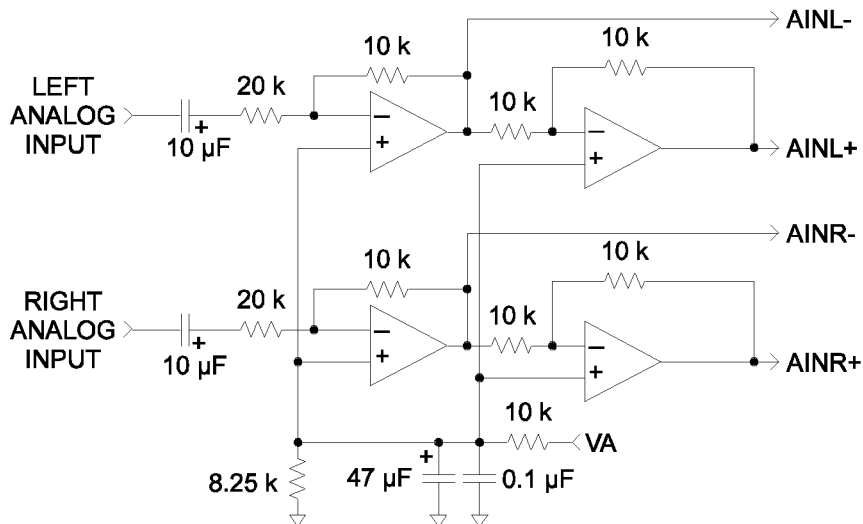 AINL-
10 k
10 k
LEFT
ANALOG
INPUT
20 k
10 k
–
+
–
+
+
10 µF
AINL+
AINR-
10 k
10 k
RIGHT
ANALOG
INPUT
20 k
10 k
–
+
–
+
+
10 µF
AINR+
10 k
VA
+
8.25 k
47 µF
0.1 µF